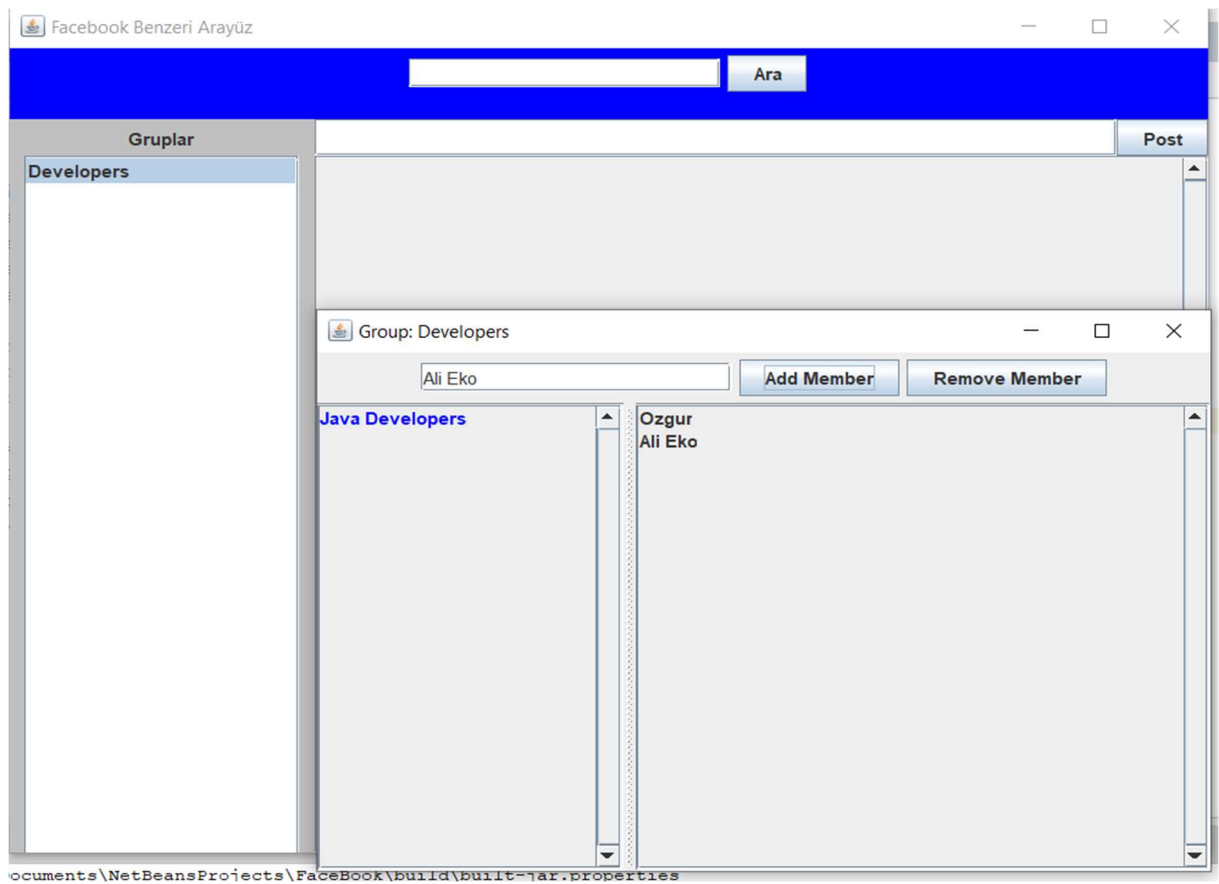 Facebook Benzeri Arayüz
Ara
Gruplar
Post
Developers
Group: Developers
Ali Eko
Add Member
Remove Member
Java Developers
Ozgur
Ali Eko
ocuments\NetBeansProjects\FaceBook\build\built-jar.properties